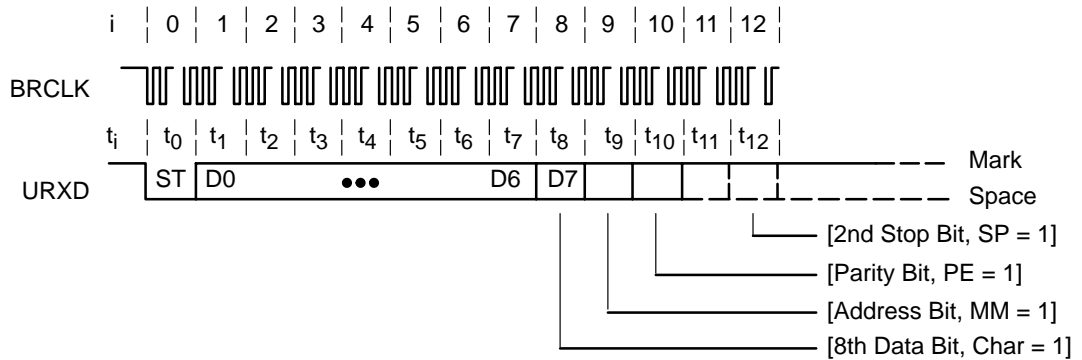 i 0 1 2 3 4 5 6 7 8 9 10 11 12
BRCLK
ti t0 t1 t2 t3 t4 t5 t6 t7 t8 t9 t10 t11 t12
Mark
URXD ST D0 ••• D6 D7
Space
[2nd Stop Bit, SP = 1]
[Parity Bit, PE = 1]
[Address Bit, MM = 1]
[8th Data Bit, Char = 1]